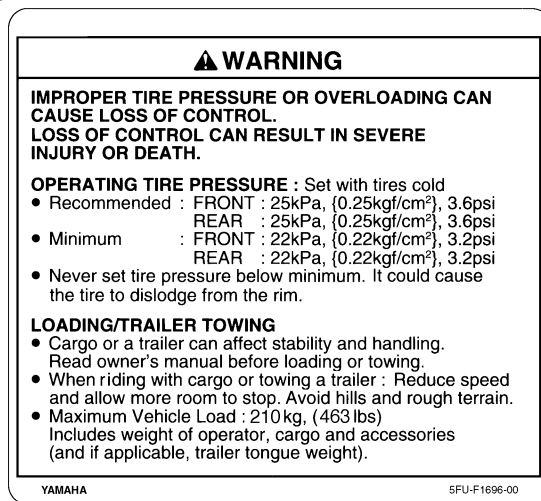 WARNING
IMPROPER TIRE PRESSURE OR OVERLOADING CAN
CAUSE LOSS OF CONTROL.
LOSS OF CONTROL CAN RESULT IN SEVERE
INJURY OR DEATH.
OPERATING TIRE PRESSURE : Set with tires cold
● Recommended : FRONT : 25kPa, {0.25kgf/cm²}, 3.6psi
REAR : 25kPa, {0.25kgf/cm²}, 3.6psi
● Minimum : FRONT : 22kPa, {0.22kgf/cm²}, 3.2psi
REAR : 22kPa, {0.22kgf/cm²}, 3.2psi
● Never set tire pressure below minimum. It could cause
the tire to dislodge from the rim.
LOADING/TRAILER TOWING
● Cargo or a trailer can affect stability and handling.
Read owner's manual before loading or towing.
● When riding with cargo or towing a trailer : Reduce speed
and allow more room to stop. Avoid hills and rough terrain.
● Maximum Vehicle Load : 210kg, (463 lbs)
Includes weight of operator, cargo and accessories
(and if applicable, trailer tongue weight).
YAMAHA 5FU-F1696-00